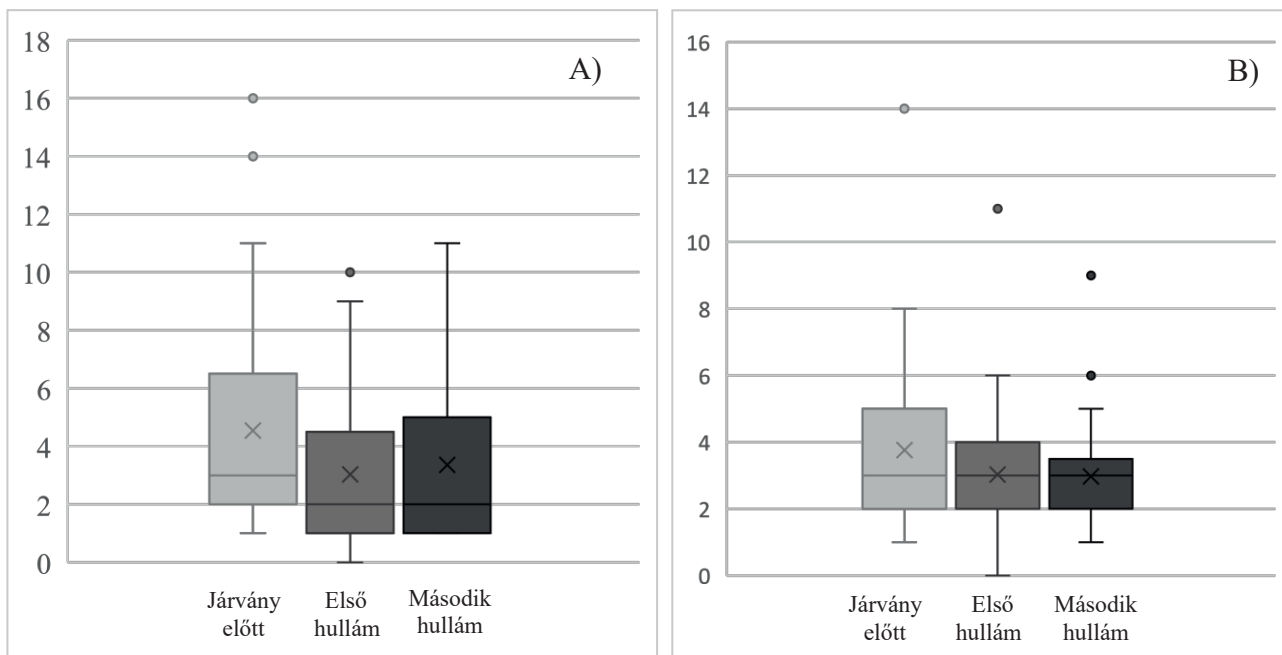 A)
18
16
14
12
10
8
6
4
2
0
Járvány
előtt
Első
hullám
Második
hullám
B)
16
14
12
10
8
6
4
2
0
Járvány
előtt
Első
hullám
Második
hullám